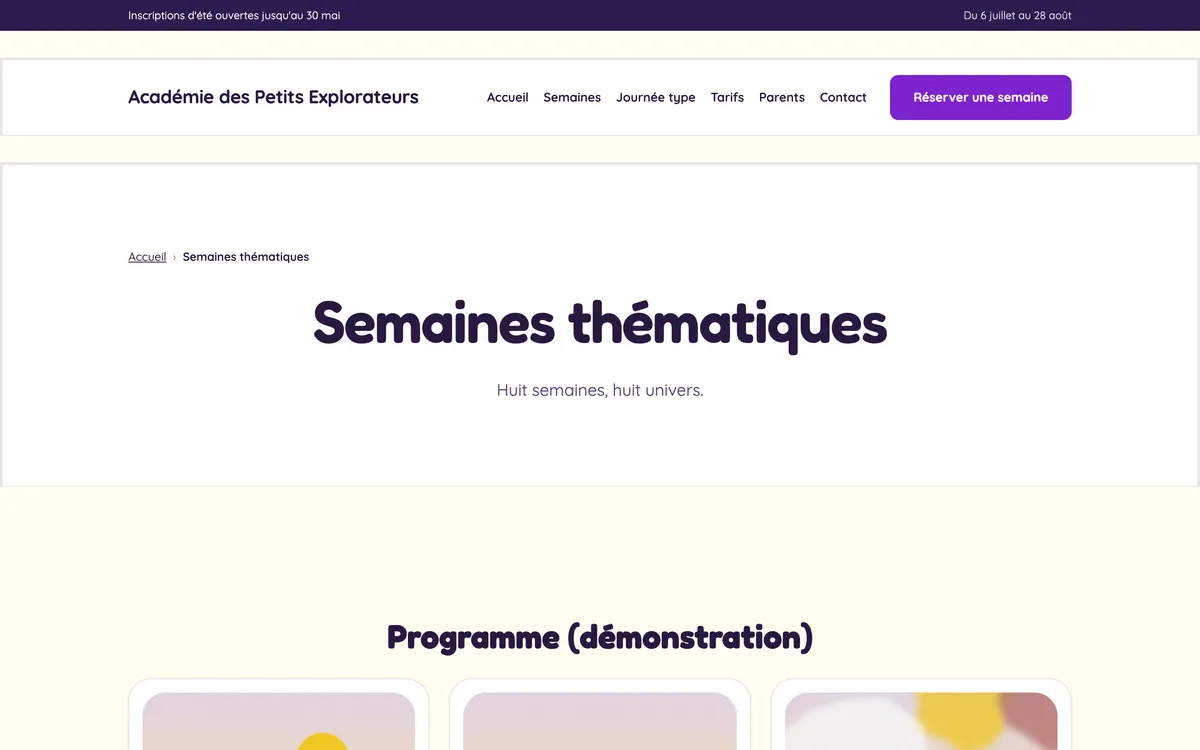 Inscriptions d'été ouvertes jusqu'au 30 mai
Du 6 juillet au 28 août
Académie des Petits Explorateurs
Accueil Semaines Journée type Tarifs Parents Contact
Réserver une semaine
Accueil › Semaines thématiques
Semaines thématiques
Huit semaines, huit univers.
Programme (démonstration)